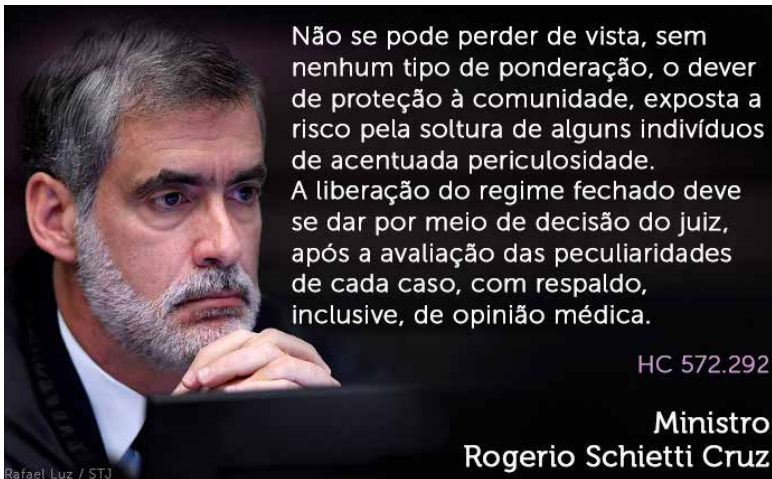 Não se pode perder de vista, sem
nenhum tipo de ponderação, o dever
de proteção à comunidade, exposta a
risco pela soltura de alguns indivíduos
de acentuada periculosidade.
A liberação do regime fechado deve
se dar por meio de decisão do juiz,
após a avaliação das peculiaridades
de cada caso, com respaldo,
inclusive, de opinião médica.
HC 572.292
Ministro
Rogerio Schietti Cruz
Rafael Luz / STJ